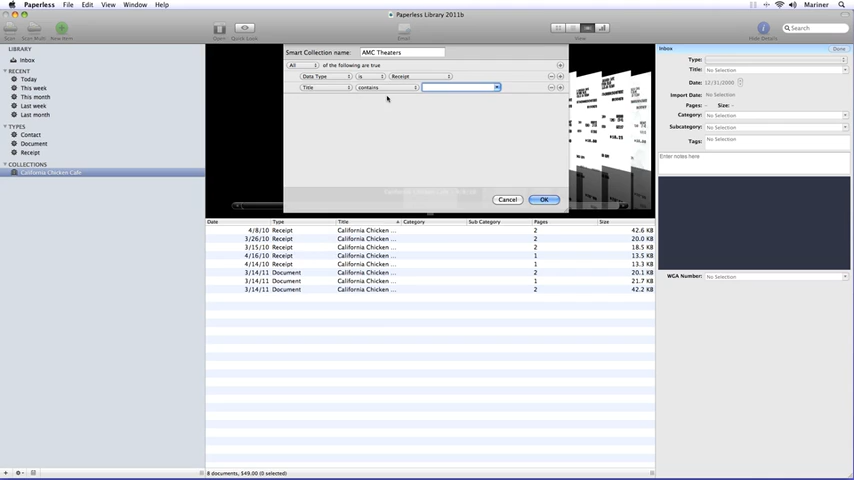 Paperless File Edit View Window Help Mariner
Paperless Library 2011b
Scan Scan Multi New Item Open Quick Look Email View Hide Details Search
LIBRARY
Inbox
RECENT
Today
This week
This month
Last week
Last month
TYPES
Contact
Document
Receipt
COLLECTIONS
California Chicken Cafe
Smart Collection name: AMC Theaters
All of the following are true
Data Type is Receipt
Title contains
Cancel OK
Date Type Title Category Sub Category Pages Size
4/8/10 Receipt California Chicken ... 2 42.6 KB
3/26/10 Receipt California Chicken ... 2 20.0 KB
3/15/10 Receipt California Chicken ... 2 18.5 KB
4/16/10 Receipt California Chicken ... 1 13.5 KB
4/14/10 Receipt California Chicken ... 1 13.3 KB
3/14/11 Document California Chicken ... 2 20.1 KB
3/14/11 Document California Chicken ... 1 21.7 KB
3/14/11 Document California Chicken ... 2 42.2 KB
8 documents, $49.00 (0 selected)
Inbox Done
Type:
Title: No Selection
Date: 12/31/2000
Import Date: No Selection
Pages: -- Size: --
Category: No Selection
Subcategory: No Selection
Tags: No Selection
Enter notes here
WGA Number: No Selection